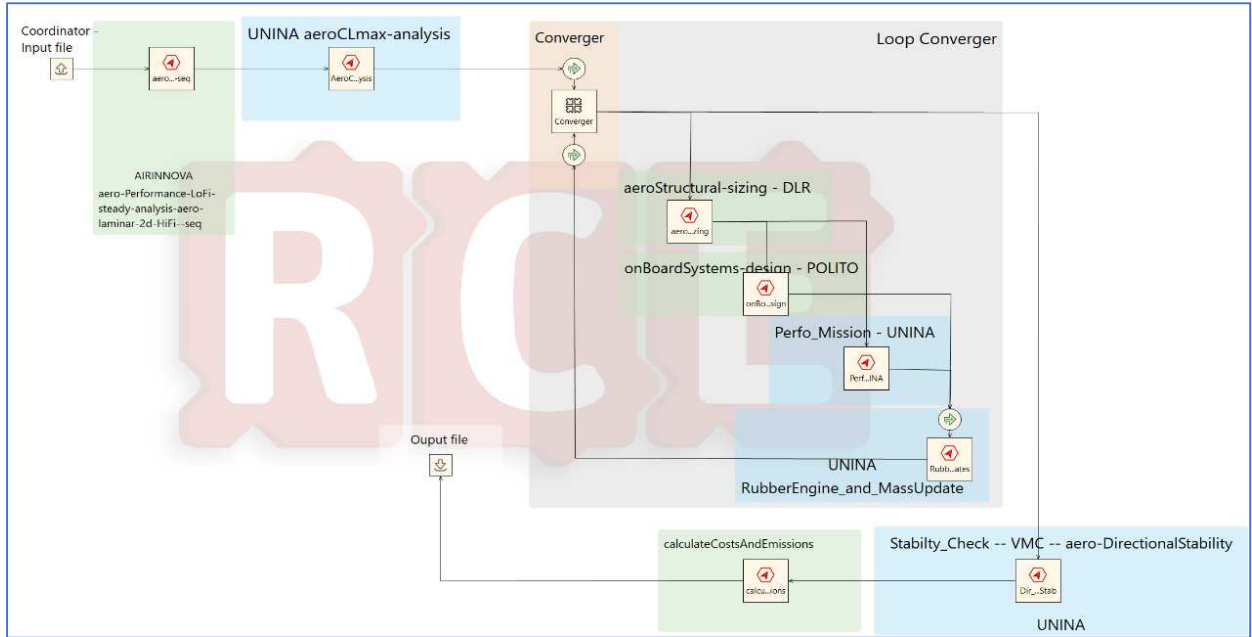 Coordinator -
Input file
aero...-seq
AIRINNOVA
aero-Performance-LoFi-
steady-analysis-aero-
laminar-2d-HiFi--seq
UNINA aeroCLmax-analysis
AeroC...ysis
Converger
Loop Converger
Converger
aeroStructural-sizing - DLR
aero...zing
onBoardSystems-design - POLITO
onBo...sign
Perfo_Mission - UNINA
Perf...INA
Rubb...ates
UNINA
RubberEngine_and_MassUpdate
RCE
Ouput file
calculateCostsAndEmissions
calcu...ions
Stabilty_Check -- VMC -- aero-DirectionalStability
Dir_...Stab
UNINA